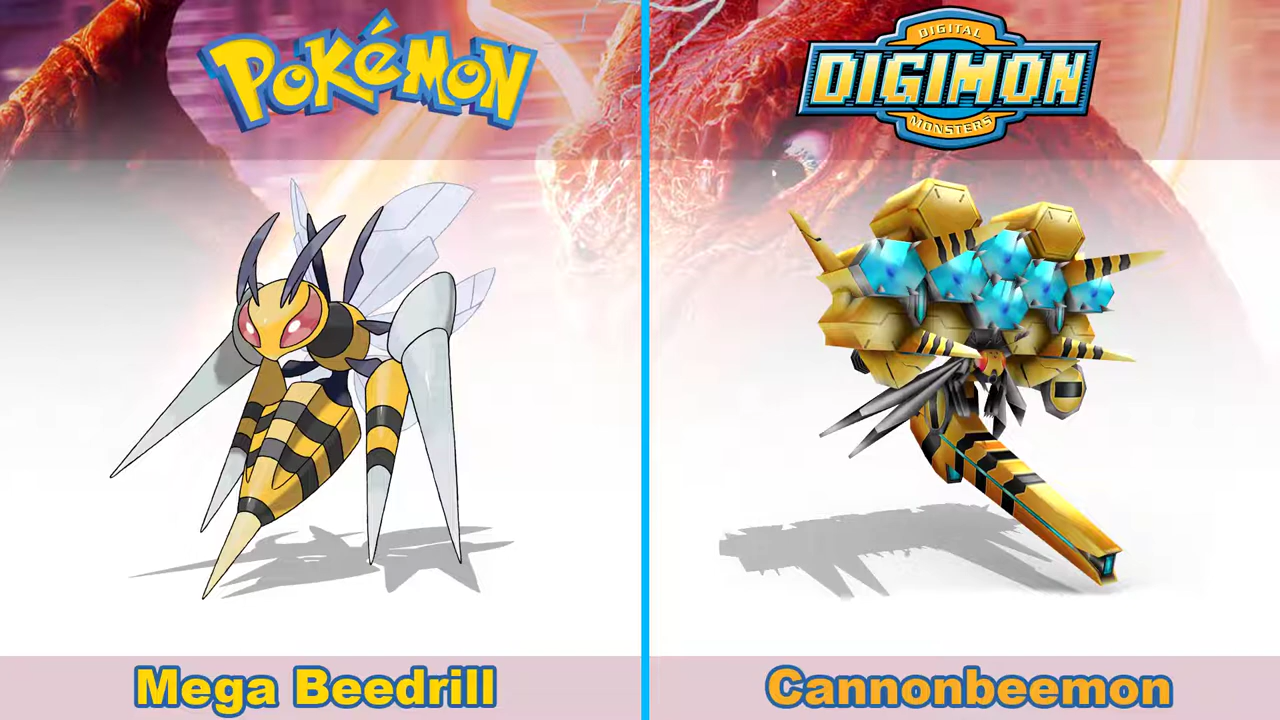 POKéMON
DIGITAL
DIGIMON
MONSTERS
Mega Beedrill
Cannonbeemon